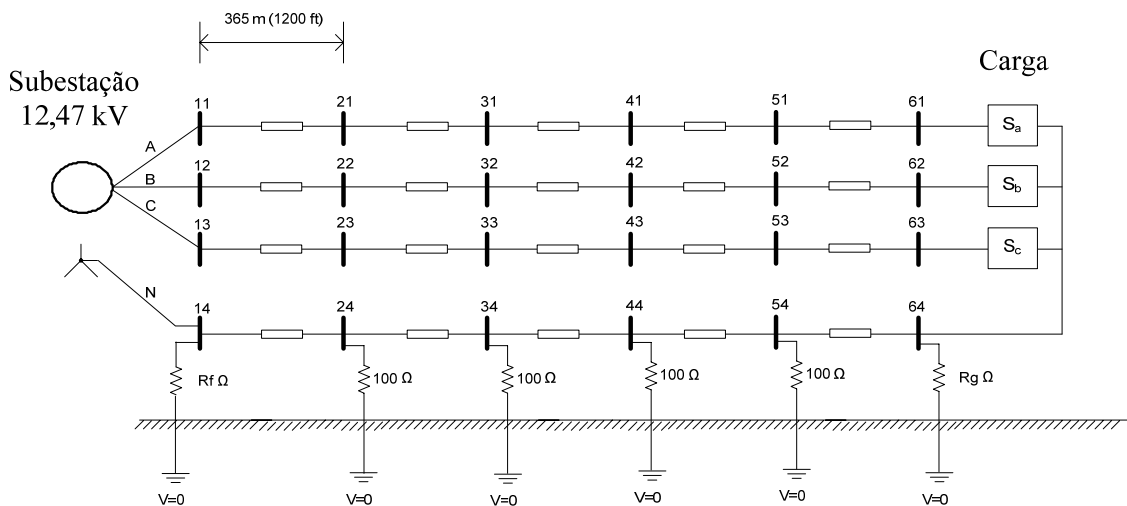 365 m (1200 ft)
Subestação
12,47 kV
Carga
11 21 31 41 51 61
A
Sa
12 22 32 42 52 62
B
Sb
C
13 23 33 43 53 63
Sc
N
14 24 34 44 54 64
Rf Ω 100 Ω 100 Ω 100 Ω 100 Ω Rg Ω
V=0 V=0 V=0 V=0 V=0 V=0